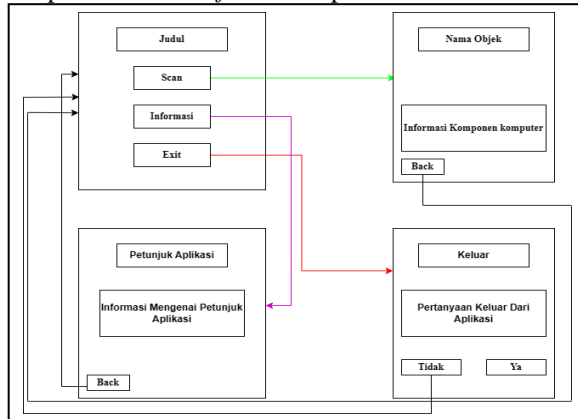 Judul
Scan
Informasi
Exit
Nama Objek
Informasi Komponen komputer
Back
Petunjuk Aplikasi
Informasi Mengenai Petunjuk
Aplikasi
Back
Keluar
Pertanyaan Keluar Dari
Aplikasi
Tidak
Ya